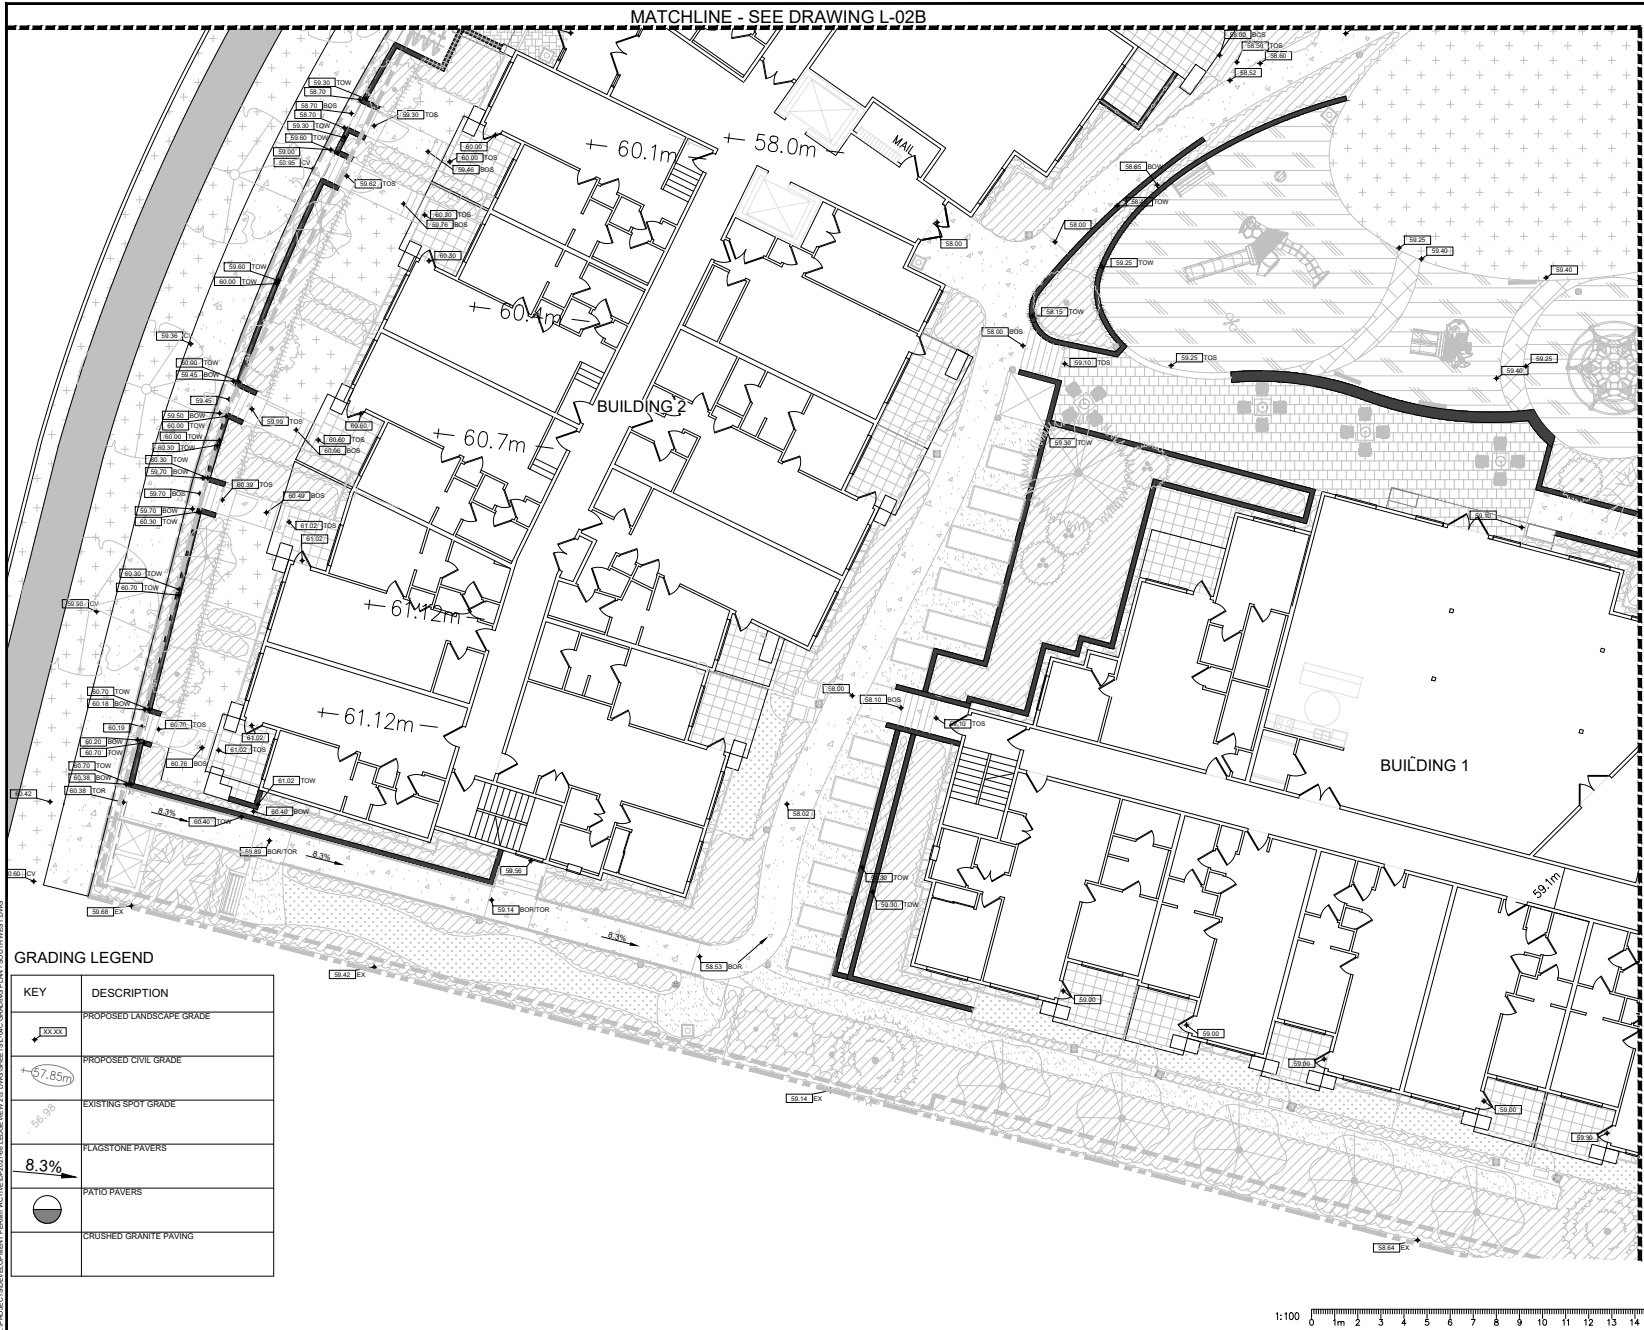 MATCHLINE - SEE DRAWING L-02B
58.00 BOS
58.50 TOS
58.60
58.52
59.30 TOW
58.70
58.70 BOS
58.70
59.30 TOW
59.60 TOW
59.00
59.30 TOS
60.00
60.00 TOS
59.46 BOS
59.62 TOS
60.30 TOS
59.76 BOS
60.30
60.1m
58.0m
MAIL
58.65 BOW
TOW
58.00
58.00
59.25
59.40
59.40
59.25 TOW
59.60 TOW
60.00 TOW
60.4m
58.15 TOW
58.00 BOS
59.10 TOS
59.25 TOS
59.25
59.40
59.36 C
60.00 TOW
59.45 BOW
59.45
59.50 BOW
60.00 TOW
60.00 TOW
60.30 TOW
60.30 TOW
59.70 BOW
59.70 BOS
59.70 BOW
60.30 TOW
59.99 TOS
60.60
60.60 TOS
60.06 BOS
60.39 TOS
60.49 BOS
61.02 TOS
61.02
BUILDING 2
60.7m
59.30 TOW
59.10
TOW
60.70 TOW
59.90 CV
61.12m
60.70 TOW
60.18 BOW
60.19
60.20 BOW
60.70 TOW
60.70 TOW
60.38 BOW
60.38 TOR
60.42
60.70 TOS
61.02
61.02 TOS
60.76 BOS
61.02 TOW
60.40 BOW
60.40 TOW
61.12m
58.00
58.10 BOS
TOS
BUILDING 1
58.02
8.3%
8.3%
59.89 BOR/TOR
59.56
59.14 BOR/TOR
TOW
59.30 TOW
59.1m
CV
59.68 EX
8.3%
58.53 BOR
59.42 EX
59.00
59.00
59.00
59.00
59.30
59.14 EX
58.64 EX
GRADING LEGEND
KEY DESCRIPTION
XX.XX PROPOSED LANDSCAPE GRADE
57.85m PROPOSED CIVIL GRADE
56.98 EXISTING SPOT GRADE
8.3% FLAGSTONE PAVERS
PATIO PAVERS
CRUSHED GRANITE PAVING
1:100 0 1m 2 3 4 5 6 7 8 9 10 11 12 13 14